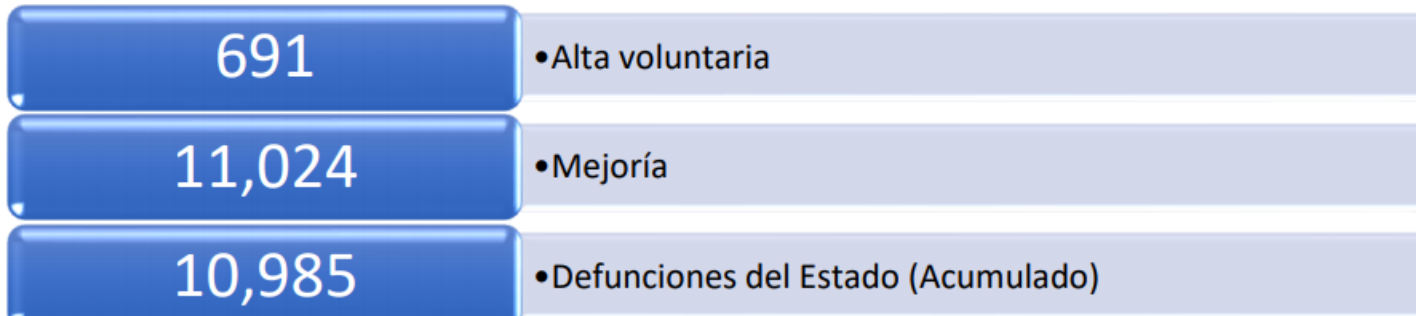 691
•Alta voluntaria
11,024
•Mejoría
10,985
•Defunciones del Estado (Acumulado)